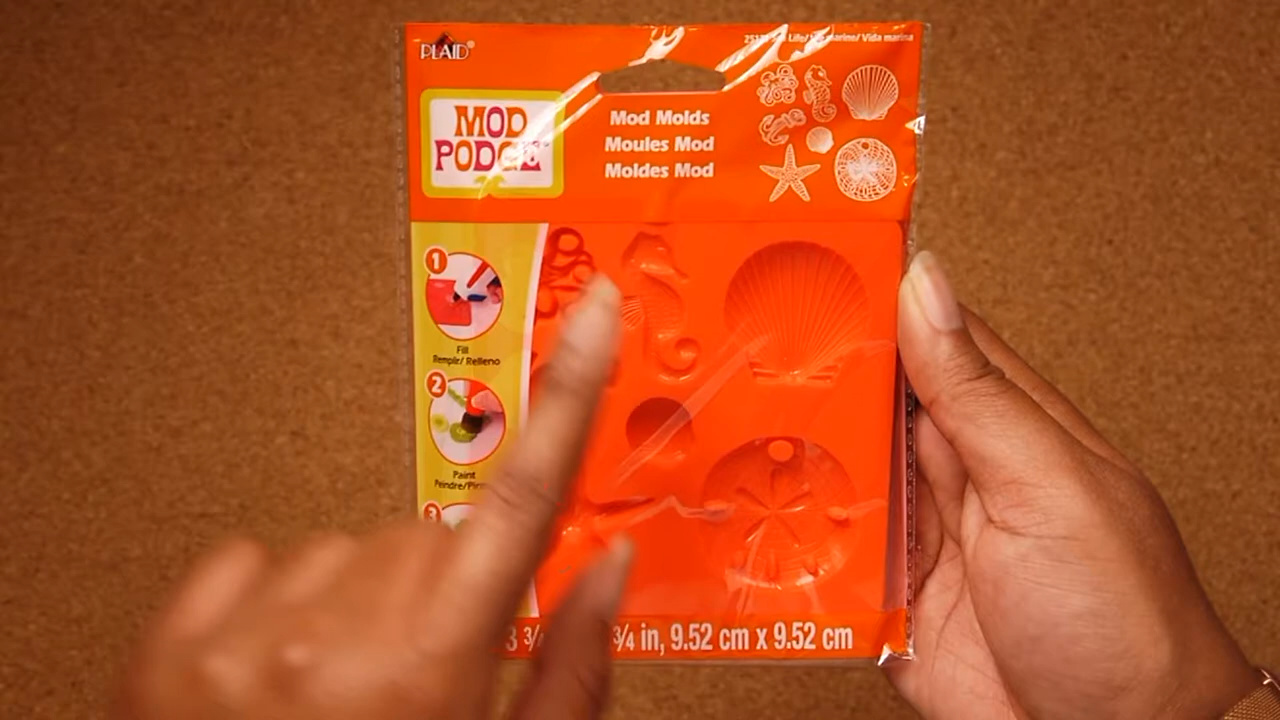 PLAID®
Life/ marine/ Vida marina
MOD
PODGE
Mod Molds
Moules Mod
Moldes Mod
1
Fill
Remplir/ Relleno
2
Paint
Peindre/
3
3 3/4 in, 9.52 cm x 9.52 cm